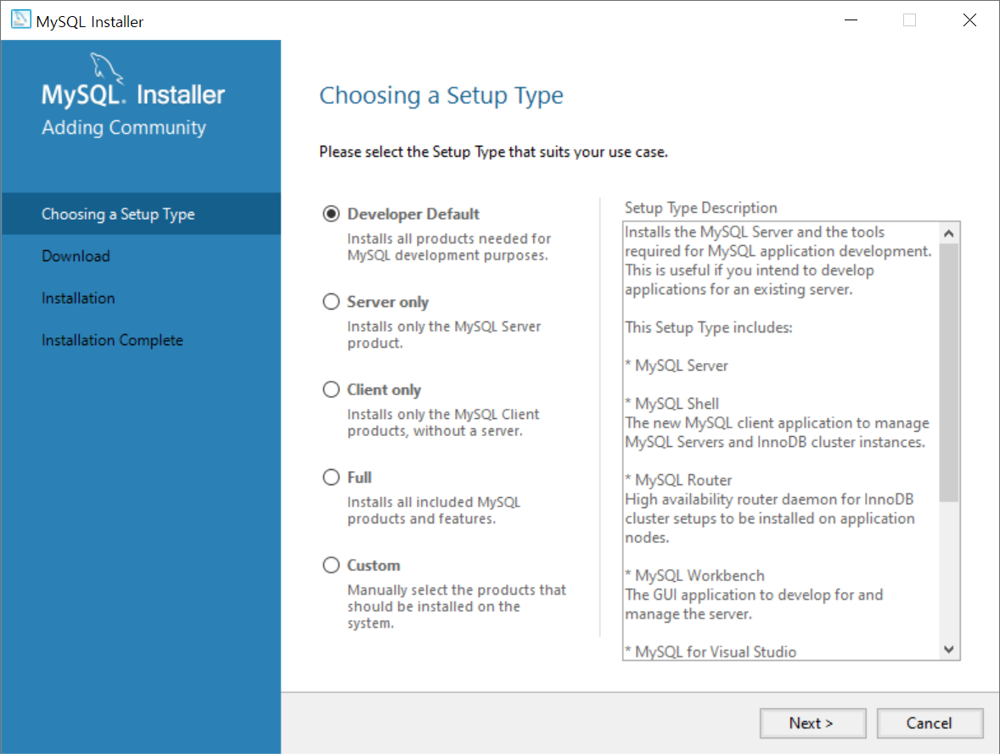 MySQL Installer
MySQL. Installer
Adding Community
Choosing a Setup Type
Download
Installation
Installation Complete
Choosing a Setup Type
Please select the Setup Type that suits your use case.
Developer Default
Installs all products needed for
MySQL development purposes.
Server only
Installs only the MySQL Server
product.
Client only
Installs only the MySQL Client
products, without a server.
Full
Installs all included MySQL
products and features.
Custom
Manually select the products that
should be installed on the
system.
Setup Type Description
Installs the MySQL Server and the tools
required for MySQL application development.
This is useful if you intend to develop
applications for an existing server.
This Setup Type includes:
* MySQL Server
* MySQL Shell
The new MySQL client application to manage
MySQL Servers and InnoDB cluster instances.
* MySQL Router
High availability router daemon for InnoDB
cluster setups to be installed on application
nodes.
* MySQL Workbench
The GUI application to develop for and
manage the server.
* MySQL for Visual Studio
Next >
Cancel